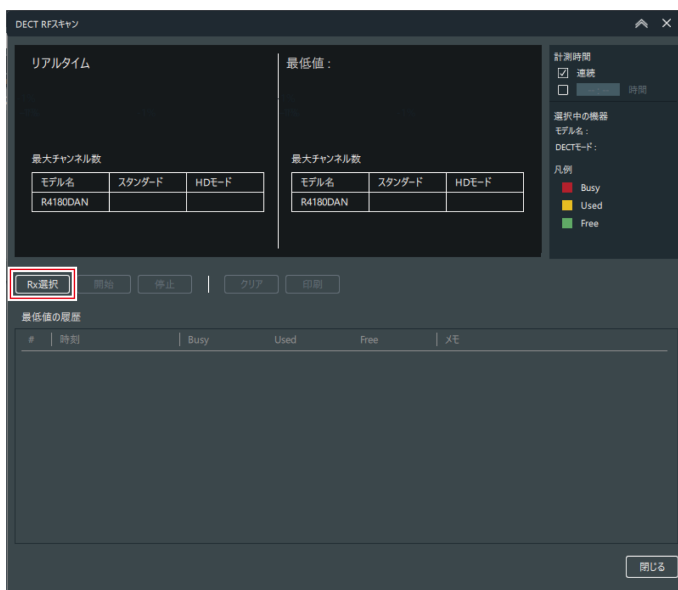 DECT RFスキャン
リアルタイム
最低値 :
最大チャンネル数
モデル名 スタンダード HDモード
R4180DAN
最大チャンネル数
モデル名 スタンダード HDモード
R4180DAN
計測時間
連続
時間
選択中の機器
モデル名 :
DECTモード :
凡例
Busy
Used
Free
Rx選択 開始 停止 クリア 印刷
最低値の履歴
# 時刻 Busy Used Free メモ
閉じる